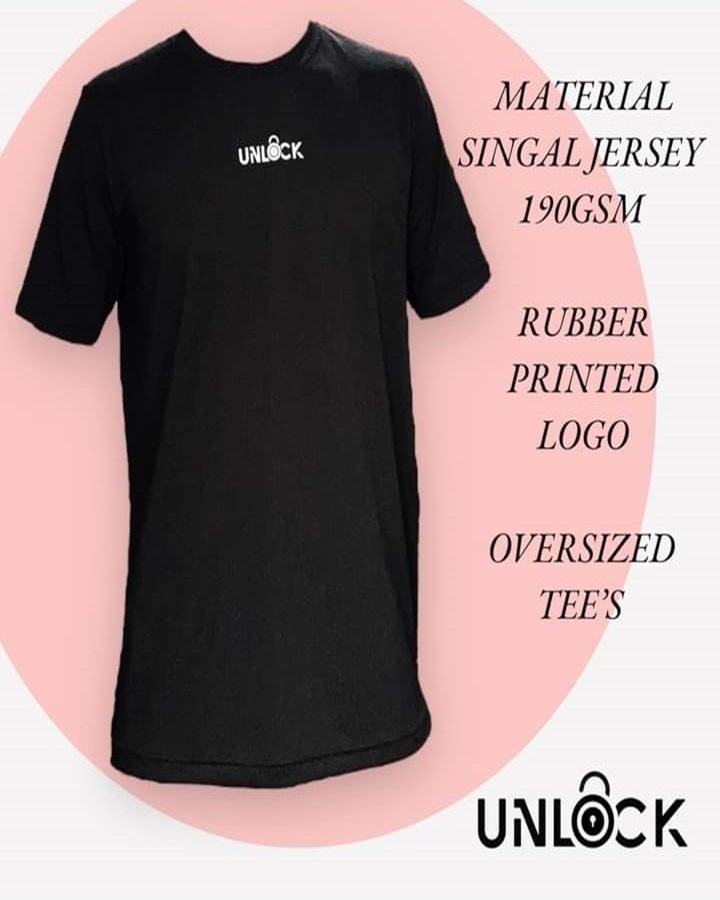 UNLOCK
MATERIAL
SINGAL JERSEY
190GSM
RUBBER
PRINTED
LOGO
OVERSIZED
TEE'S
UNLOCK